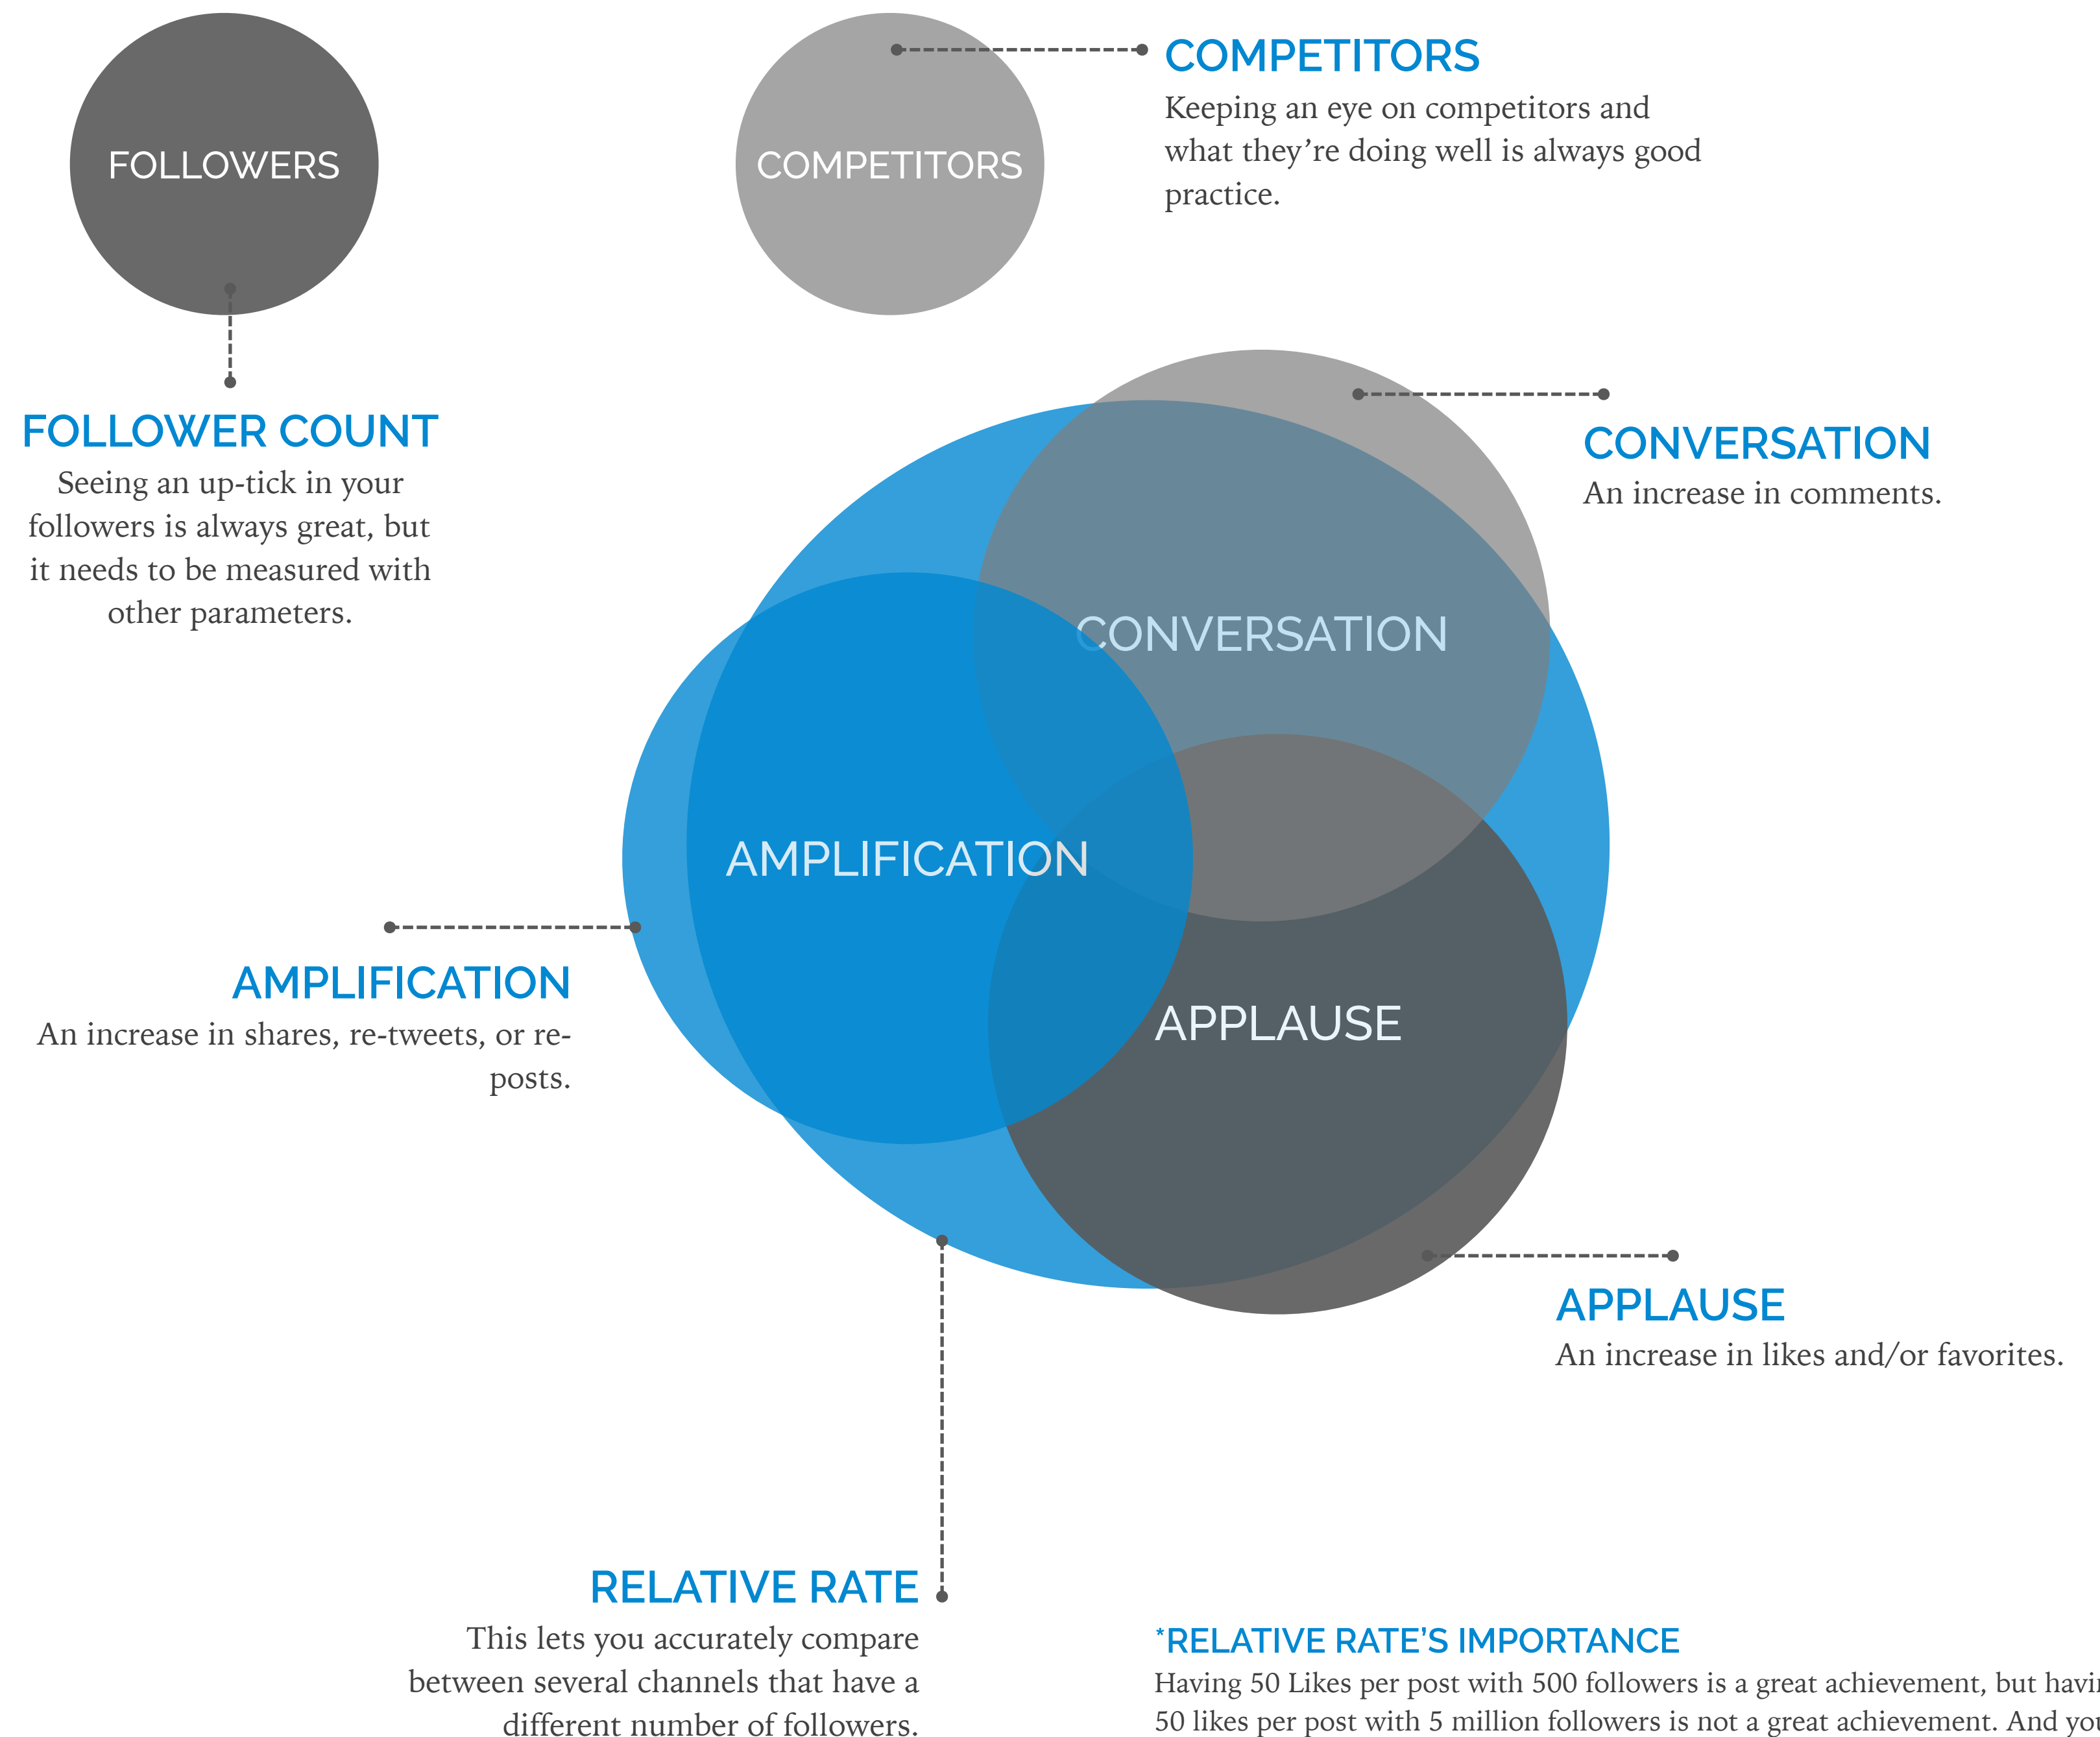 FOLLOWERS
COMPETITORS
COMPETITORS
Keeping an eye on competitors and
what they’re doing well is always good
practice.
FOLLOWER COUNT
Seeing an up-tick in your
followers is always great, but
it needs to be measured with
other parameters.
CONVERSATION
An increase in comments.
CONVERSATION
AMPLIFICATION
AMPLIFICATION
An increase in shares, re-tweets, or re-
posts.
APPLAUSE
APPLAUSE
An increase in likes and/or favorites.
RELATIVE RATE
This lets you accurately compare
between several channels that have a
different number of followers.
*RELATIVE RATE’S IMPORTANCE
Having 50 Likes per post with 500 followers is a great achievement, but
50 likes per post with 5 million followers is not a great achievement. And